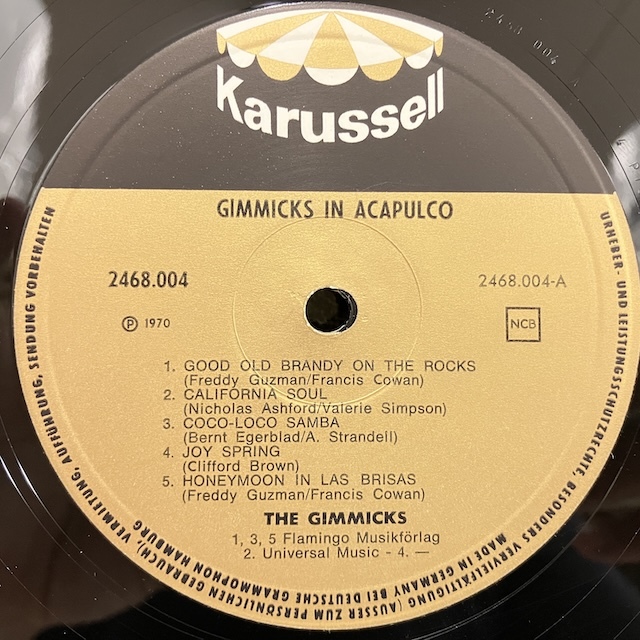 2468 004
Karussell
GIMMICKS IN ACAPULCO
2468.004
2468.004-A
Ⓟ 1970
NCB
1. GOOD OLD BRANDY ON THE ROCKS
(Freddy Guzman/Francis Cowan)
2. CALIFORNIA SOUL
(Nicholas Ashford/Valerie Simpson)
3. COCO-LOCO SAMBA
(Bernt Egerblad/A. Strandell)
4. JOY SPRING
(Clifford Brown)
5. HONEYMOON IN LAS BRISAS
(Freddy Guzman/Francis Cowan)
THE GIMMICKS
1, 3, 5 Flamingo Musikförlag
2. Universal Music - 4. —
URHEBER- UND LEISTUNGSSCHUTZRECHTE, BESONDERS VERVIELFÄLTIGUNG (AUSSER ZUM PERSÖNLICHEN GEBRAUCH) VERMIETUNG, AUFFÜHRUNG, SENDUNG VORBEHALTEN
MADE IN GERMANY BEI DEUTSCHE GRAMMOPHON HAMBURG